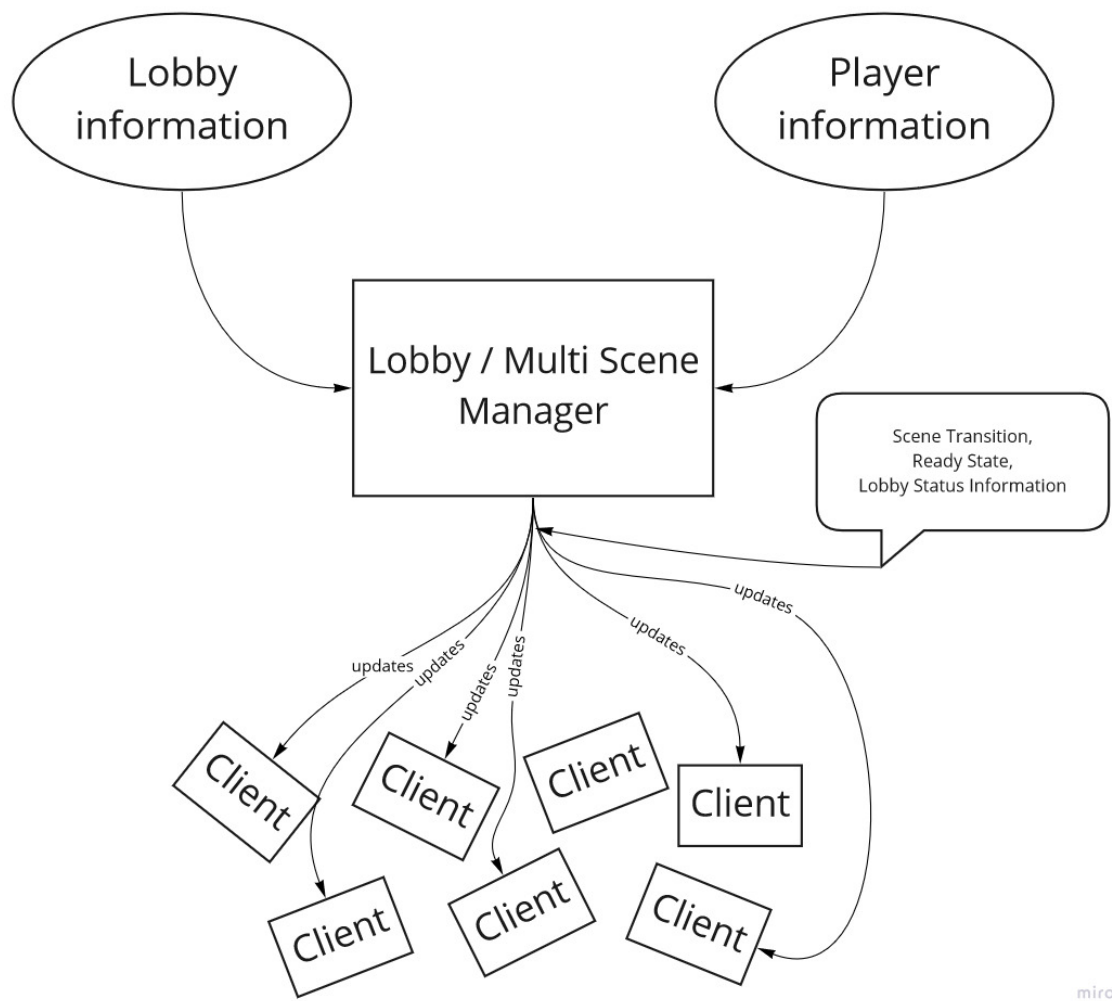 Lobby
information
Player
information
Lobby / Multi Scene
Manager
Scene Transition,
Ready State,
Lobby Status Information
updates
updates
updates
updates
updates
updates
Client
Client
Client
Client
Client
Client
Client
miro